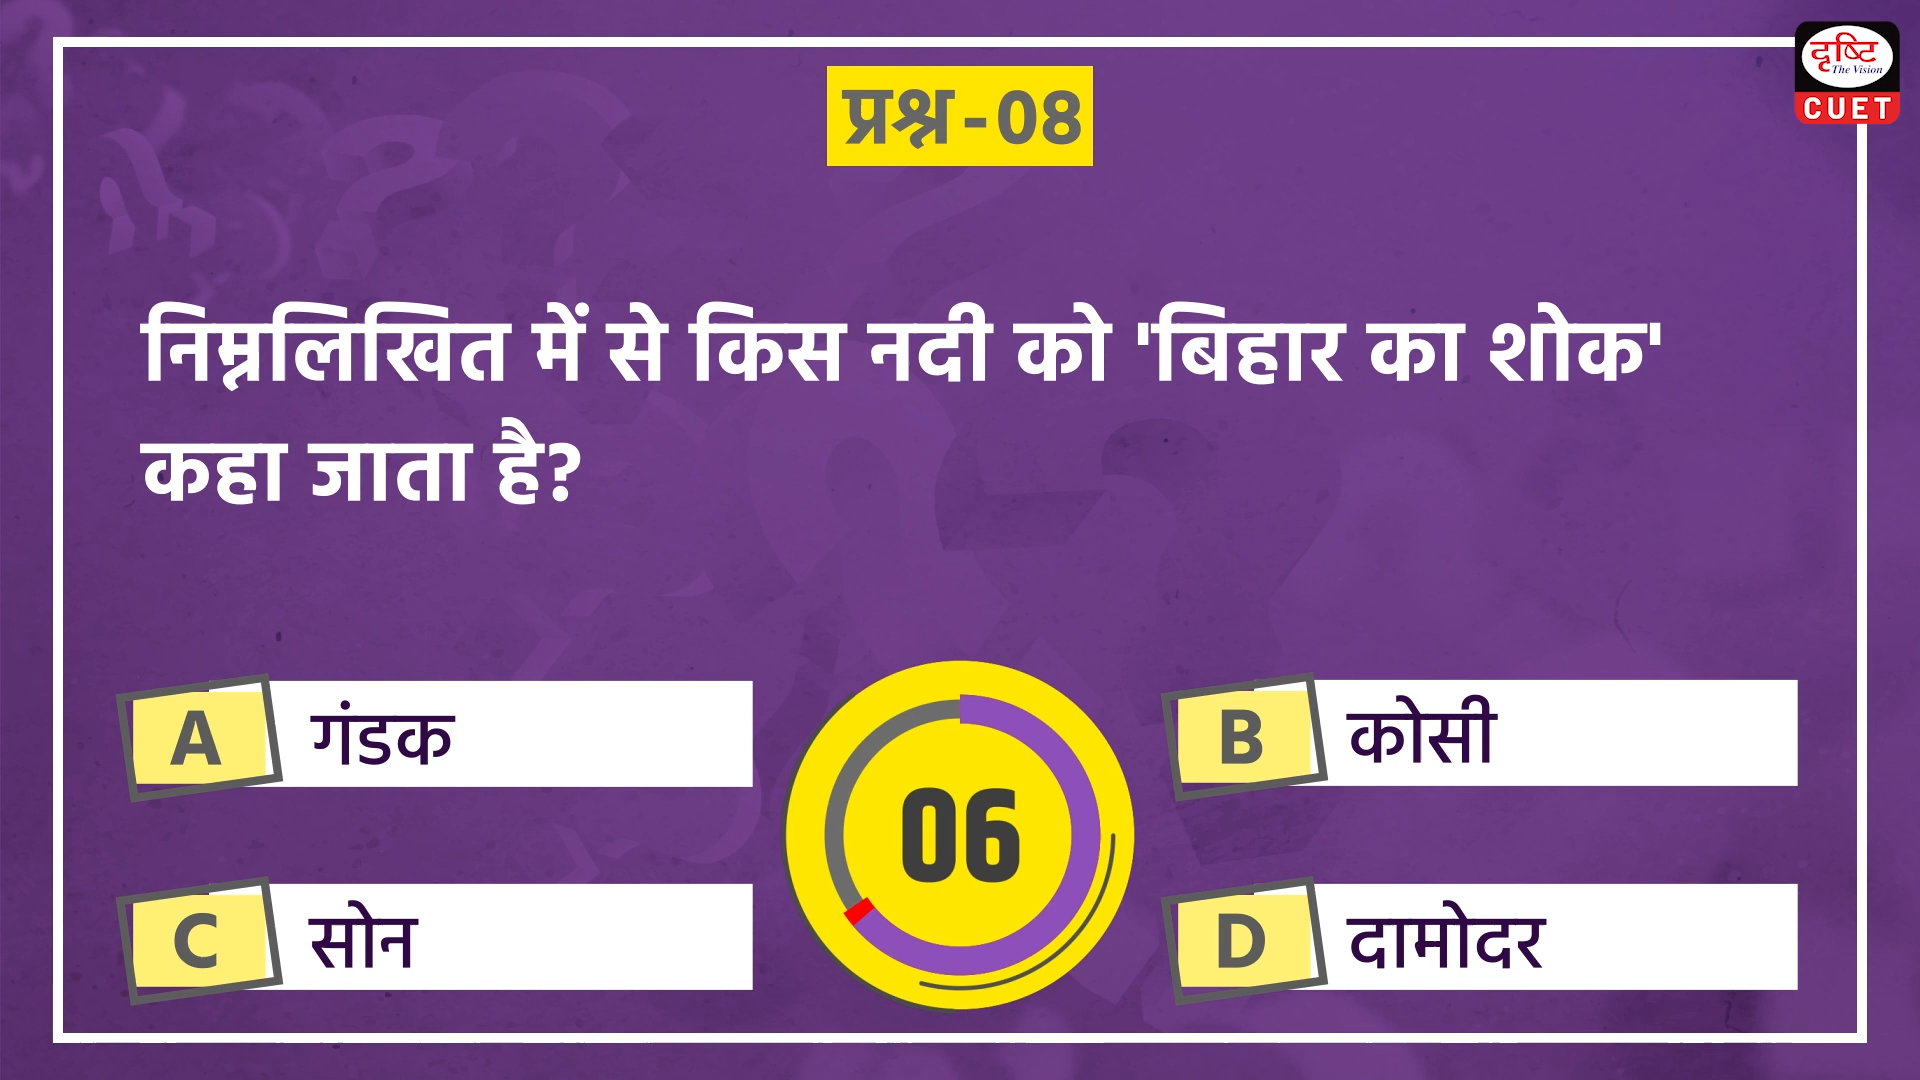 दृष्टि
The Vision
CUET
प्रश्न-08
निम्नलिखित में से किस नदी को 'बिहार का शोक'
कहा जाता है?
A गंडक
B कोसी
06
C सोन
D दामोदर